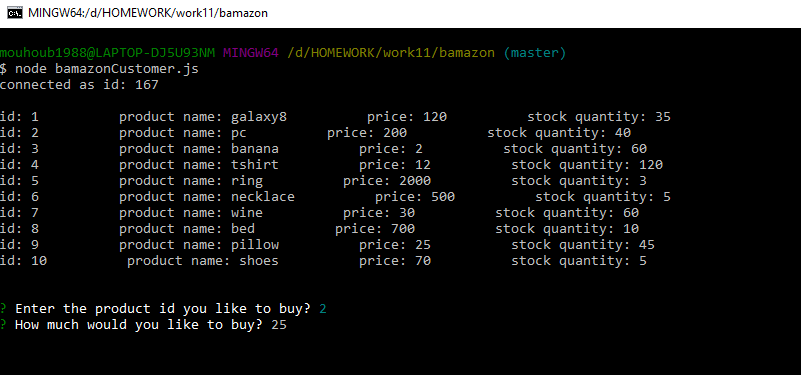 MINGW64:/d/HOMEWORK/work11/bamazon
mouhoub1988@LAPTOP-DJ5U93NM MINGW64 /d/HOMEWORK/work11/bamazon (master)
$ node bamazonCustomer.js
connected as id: 167
id: 1          product name: galaxy8          price: 120          stock quantity: 35
id: 2          product name: pc          price: 200          stock quantity: 40
id: 3          product name: banana          price: 2          stock quantity: 60
id: 4          product name: tshirt          price: 12          stock quantity: 120
id: 5          product name: ring          price: 2000          stock quantity: 3
id: 6          product name: necklace          price: 500          stock quantity: 5
id: 7          product name: wine          price: 30          stock quantity: 60
id: 8          product name: bed          price: 700          stock quantity: 10
id: 9          product name: pillow          price: 25          stock quantity: 45
id: 10          product name: shoes          price: 70          stock quantity: 5
? Enter the product id you like to buy? 2
? How much would you like to buy? 25